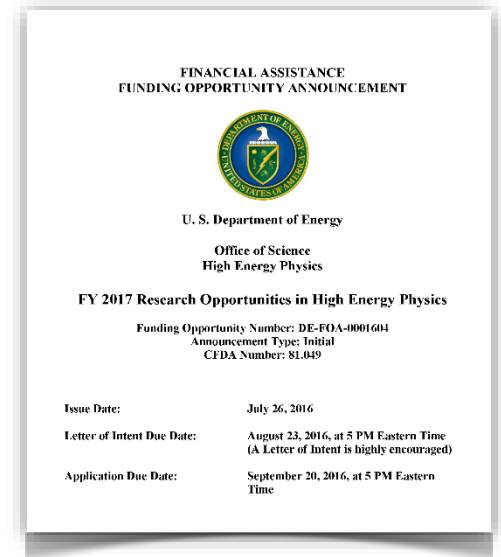 FINANCIAL ASSISTANCE
FUNDING OPPORTUNITY ANNOUNCEMENT
DEPARTMENT OF ENERGY
UNITED STATES OF AMERICA
U. S. Department of Energy
Office of Science
High Energy Physics
FY 2017 Research Opportunities in High Energy Physics
Funding Opportunity Number: DE-FOA-0001604
Announcement Type: Initial
CFDA Number: 81.049
Issue Date: July 26, 2016
Letter of Intent Due Date: August 23, 2016, at 5 PM Eastern Time
(A Letter of Intent is highly encouraged)
Application Due Date: September 20, 2016, at 5 PM Eastern
Time